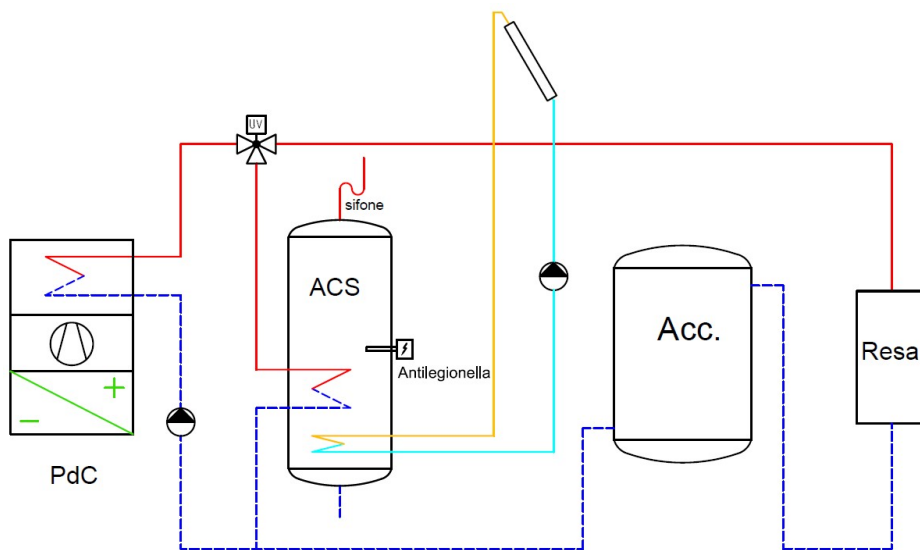 UV
sifone
ACS
Acc.
Resa
Antilegionella
+
−
PdC